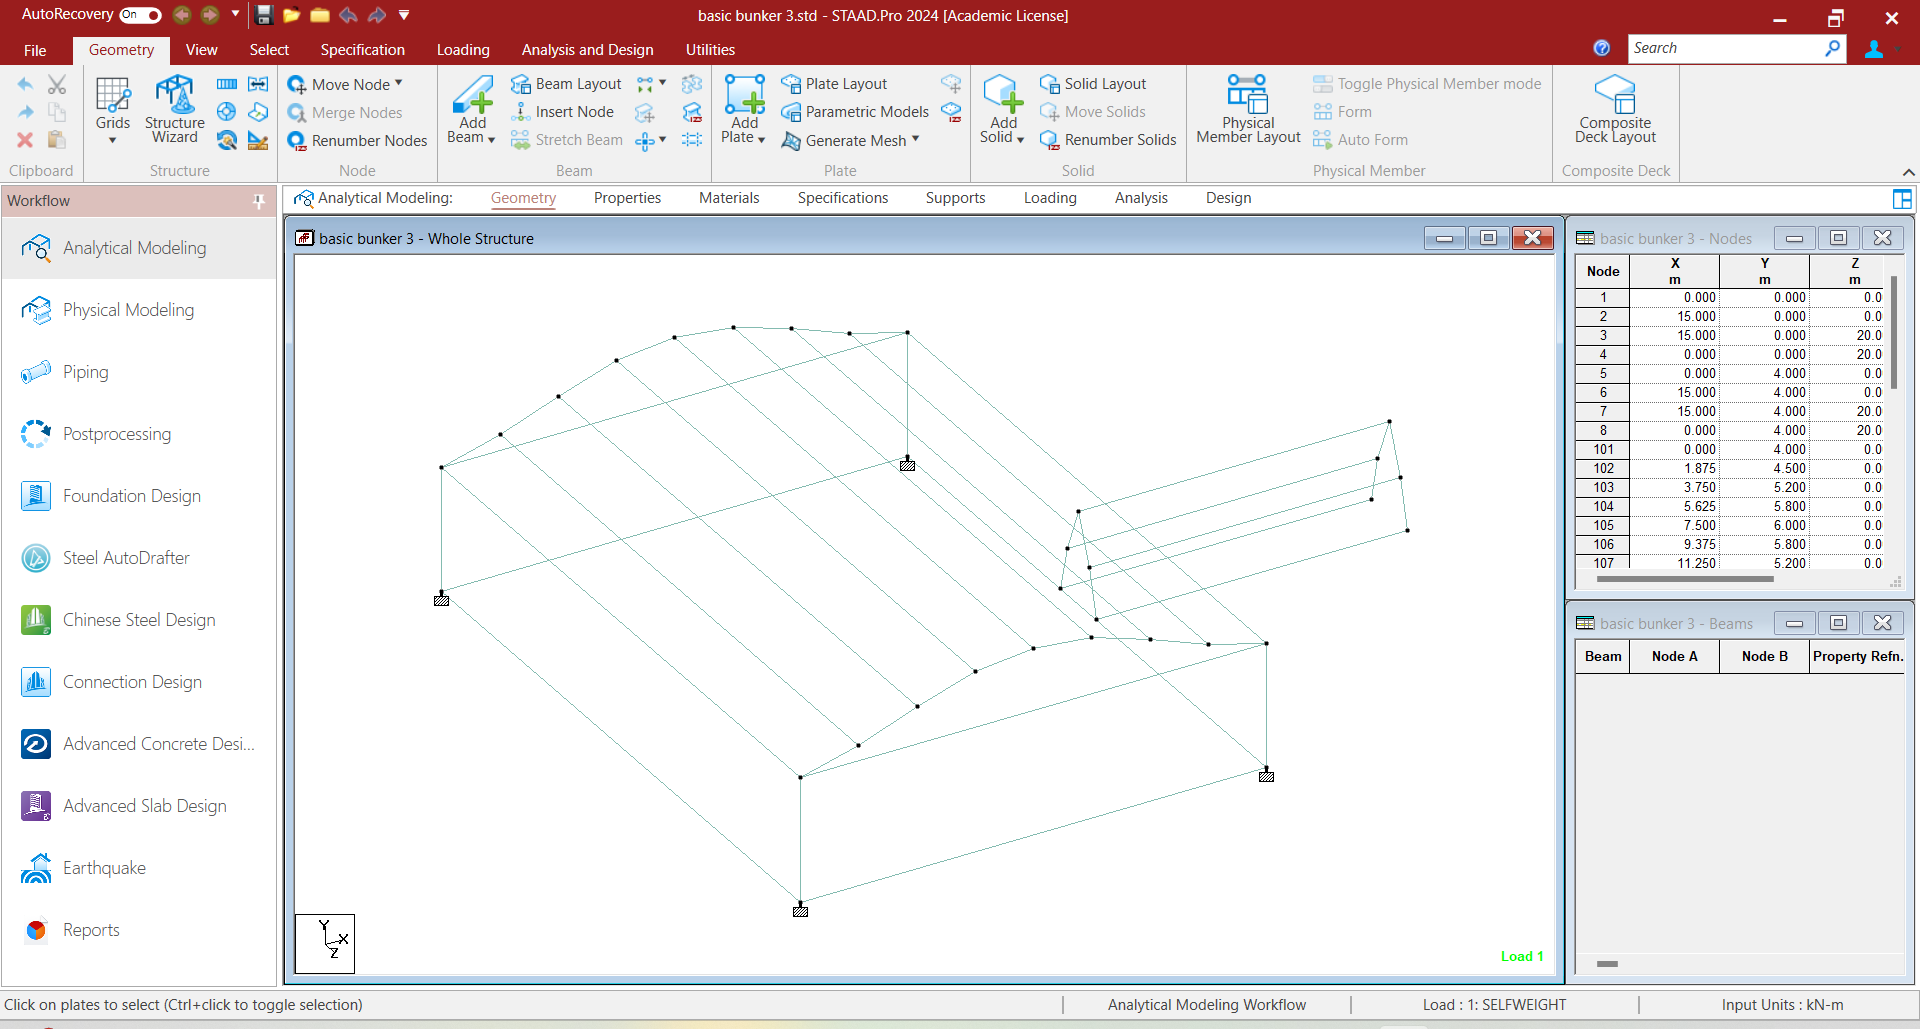 AutoRecovery On
basic bunker 3.std - STAAD.Pro 2024 [Academic License]
File Geometry View Select Specification Loading Analysis and Design Utilities
Search
Grids
Structure Wizard
Move Node
Merge Nodes
Renumber Nodes
Add Beam
Beam Layout
Insert Node
Stretch Beam
Add Plate
Plate Layout
Parametric Models
Generate Mesh
Add Solid
Solid Layout
Move Solids
Renumber Solids
Physical Member Layout
Toggle Physical Member mode
Form
Auto Form
Composite Deck Layout
Clipboard Structure Node Beam Plate Solid Physical Member Composite Deck
Workflow
Analytical Modeling: Geometry Properties Materials Specifications Supports Loading Analysis Design
Analytical Modeling
Physical Modeling
Piping
Postprocessing
Foundation Design
Steel AutoDrafter
Chinese Steel Design
Connection Design
Advanced Concrete Desi...
Advanced Slab Design
Earthquake
Reports
basic bunker 3 - Whole Structure
Y
X
Z
Load 1
basic bunker 3 - Nodes
Node X m Y m Z m
1 0.000 0.000 0.0
2 15.000 0.000 0.0
3 15.000 0.000 20.0
4 0.000 0.000 20.0
5 0.000 4.000 0.0
6 15.000 4.000 0.0
7 15.000 4.000 20.0
8 0.000 4.000 20.0
101 0.000 4.000 0.0
102 1.875 4.500 0.0
103 3.750 5.200 0.0
104 5.625 5.800 0.0
105 7.500 6.000 0.0
106 9.375 5.800 0.0
107 11.250 5.200 0.0
basic bunker 3 - Beams
Beam Node A Node B Property Refn.
Click on plates to select (Ctrl+click to toggle selection)
Analytical Modeling Workflow
Load : 1: SELFWEIGHT
Input Units : kN-m